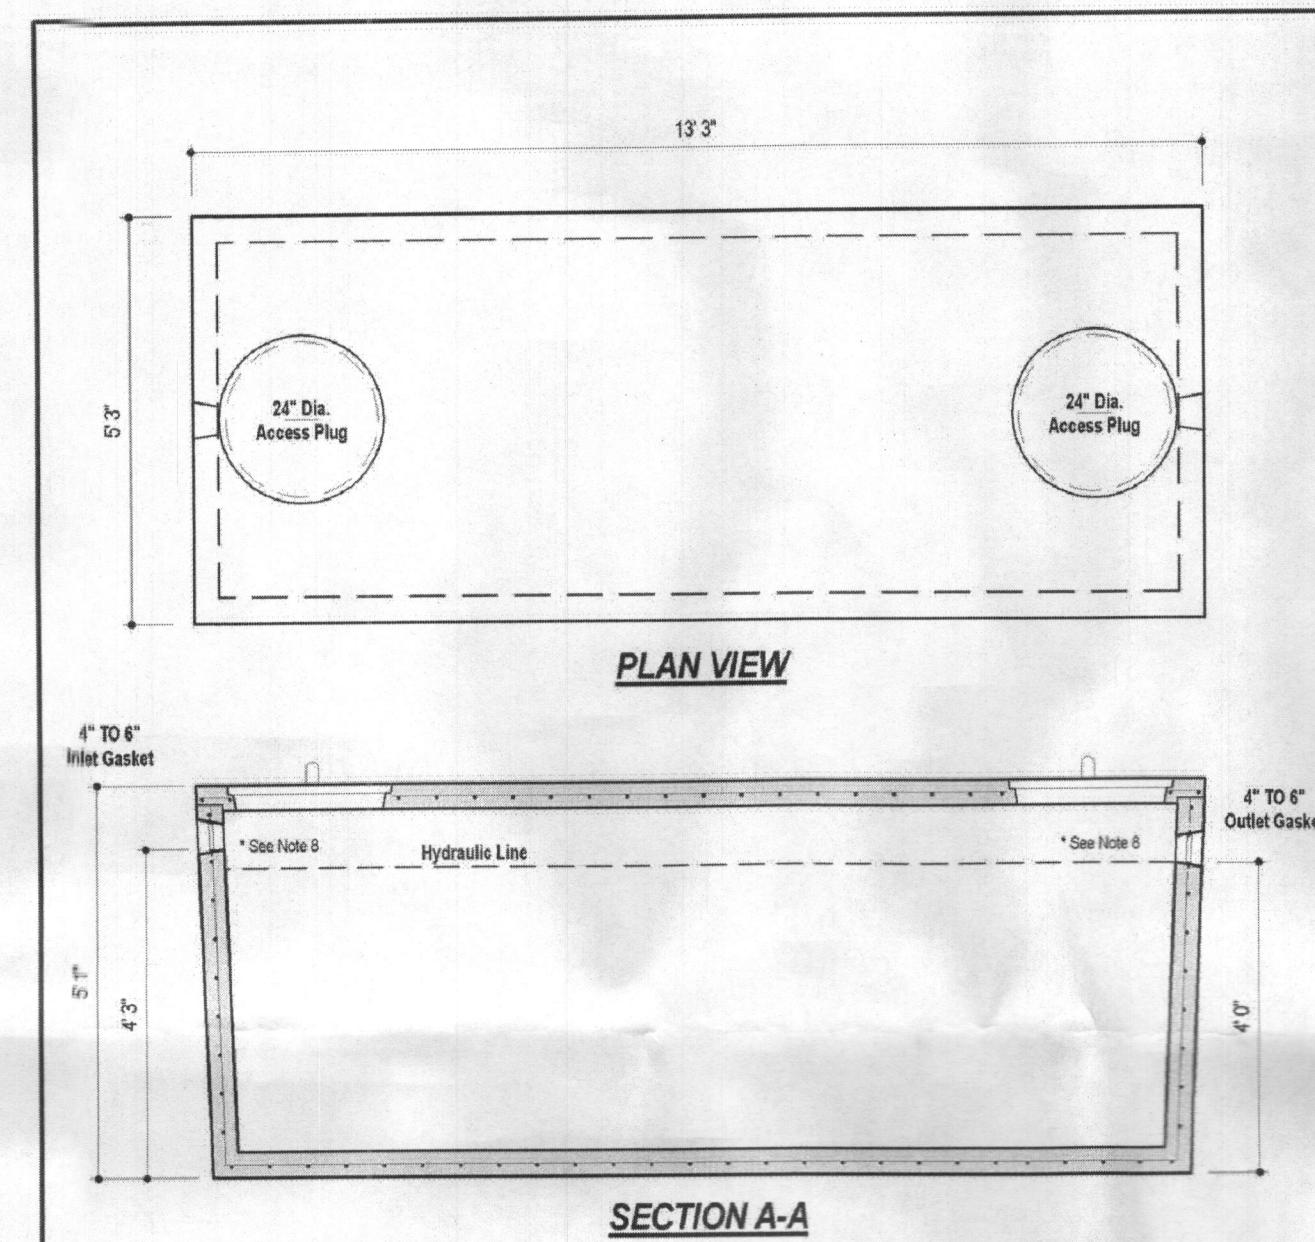 13' 3"
5' 3"
24" Dia.
Access Plug
24" Dia.
Access Plug
PLAN VIEW
4" TO 6"
Inlet Gasket
4" TO 6"
Outlet Gaske
* See Note 8
Hydraulic Line
* See Note 8
5' 1"
4' 3"
4' 0"
SECTION A-A